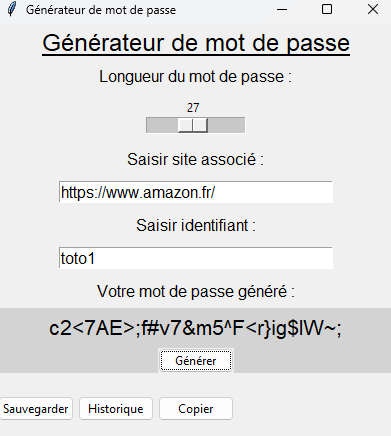 Générateur de mot de passe
Générateur de mot de passe
Longueur du mot de passe :
27
Saisir site associé :
https://www.amazon.fr/
Saisir identifiant :
toto1
Votre mot de passe généré :
c2<7AE>;f#v7&m5^F<r}ig$lW~;
Générer
Sauvegarder Historique Copier